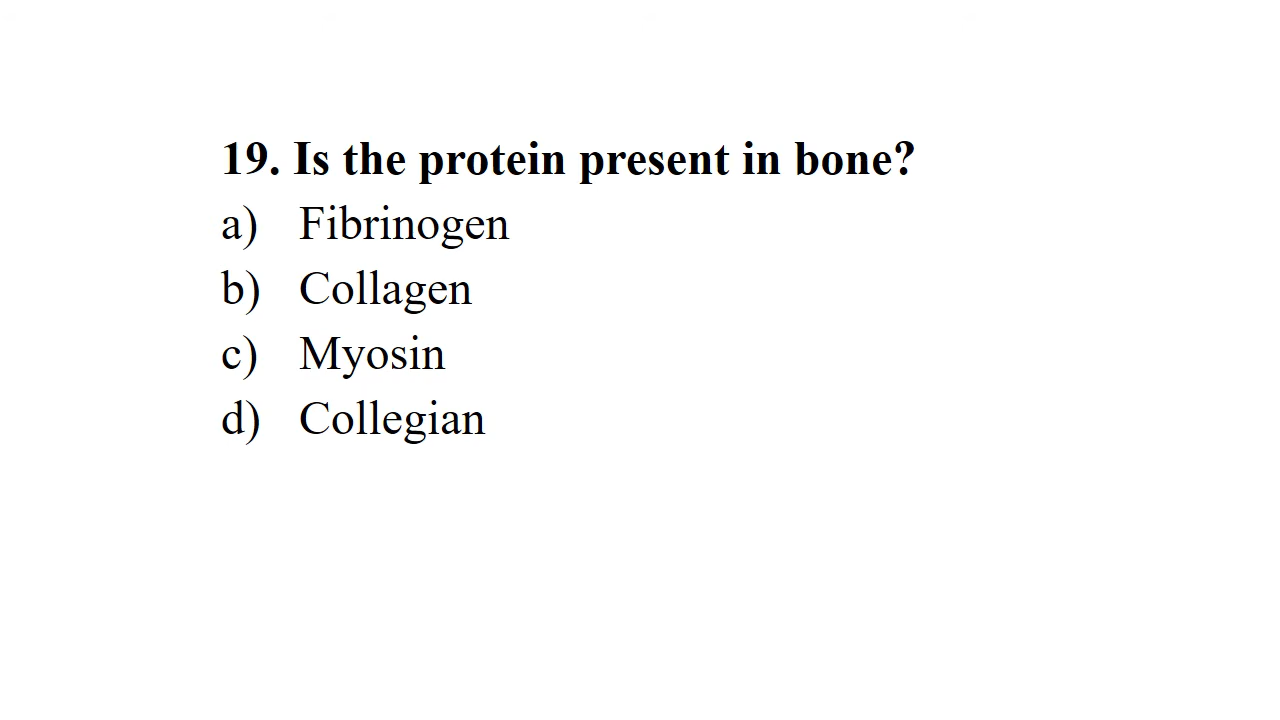 19. Is the protein present in bone?
a) Fibrinogen
b) Collagen
c) Myosin
d) Collegian